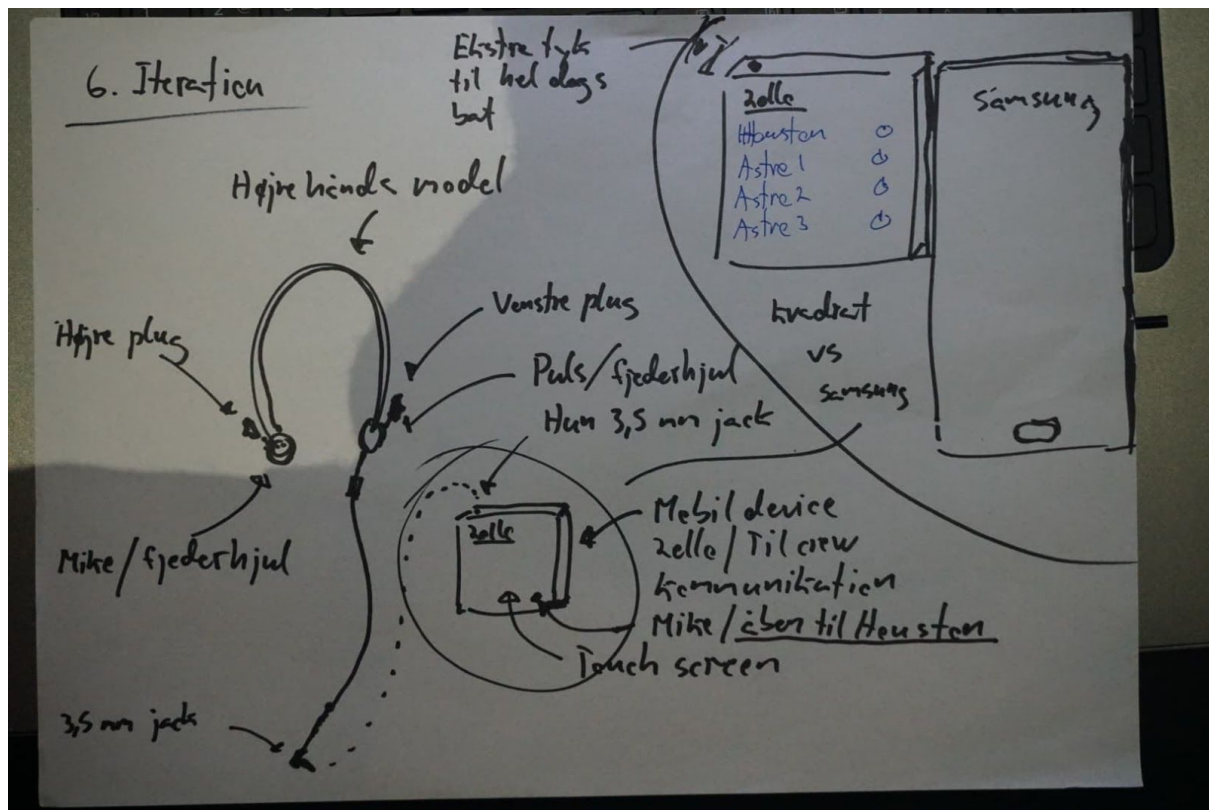 6. Iteration
Ekstra tyk
til hel dags
bat
Højre hånds model
Højre plug
Venstre plug
Puls/fjederhjul
Hun 3,5 mm jack
Mike/fjederhjul
3,5 mm jack
Zello
Mobil device
Zello/Til crew
kommunikation
Mike/åben til Houston
Touch screen
Zello
Houston
Astro 1
Astro 2
Astro 3
Samsung
kvadrat
vs
samsung